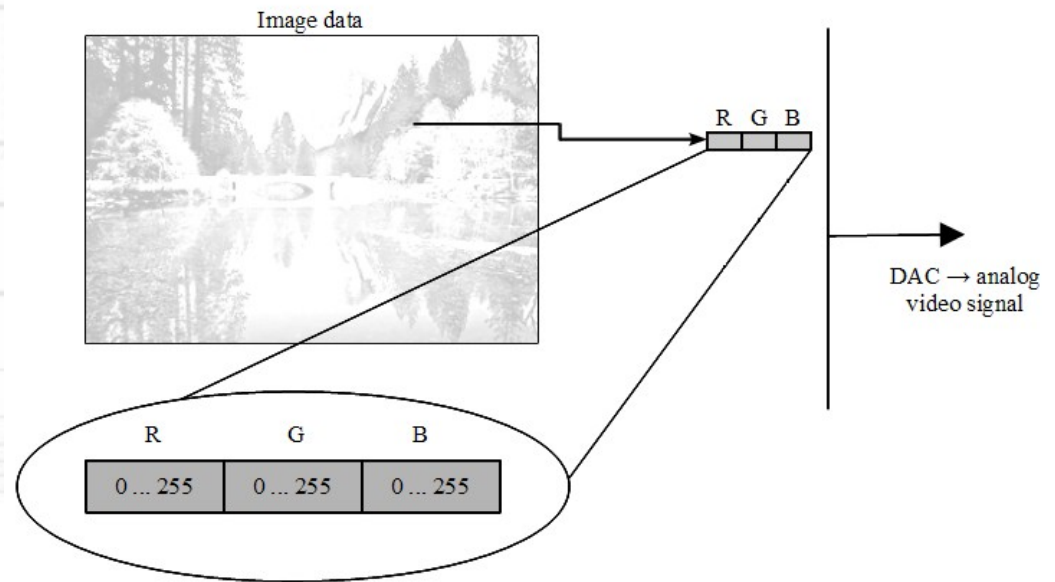 Image data
R G B
DAC → analog
video signal
R G B
0 ... 255 0 ... 255 0 ... 255